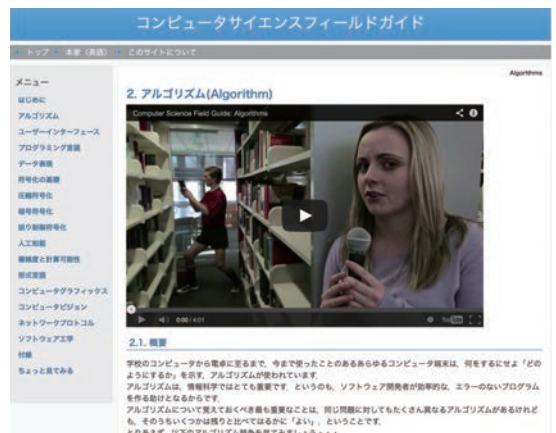 コンピュータサイエンスフィールドガイド
トップ 本家（英語） このサイトについて
Algorithms
メニュー
はじめに
アルゴリズム
ユーザーインターフェース
プログラミング言語
データ表現
符号化の基礎
圧縮符号化
暗号符号化
誤り制御符号化
人工知能
複雑度と計算可能性
形式言語
コンピュータグラフィックス
コンピュータビジョン
ネットワークプロトコル
ソフトウェア工学
付録
ちょっと見てみる
2. アルゴリズム(Algorithm)
Computer Science Field Guide: Algorithms
0:00 / 4:01
YouTube
2.1. 概要
学校のコンピュータから電卓に至るまで，今まで使ったことのあるあらゆるコンピュータ端末は，何をするにせよ「どの
ようにするか」を示す，アルゴリズムが使われています．
アルゴリズムは，情報科学ではとても重要です．というのも，ソフトウェア開発者が効率的な，エラーのないプログラム
を作る助けとなるからです．
アルゴリズムについて覚えておくべき最も重要なことは，同じ問題に対してもたくさん異なるアルゴリズムがあるけれど
も，そのうちいくつかは残りと比べてはるかに「よい」，ということです．